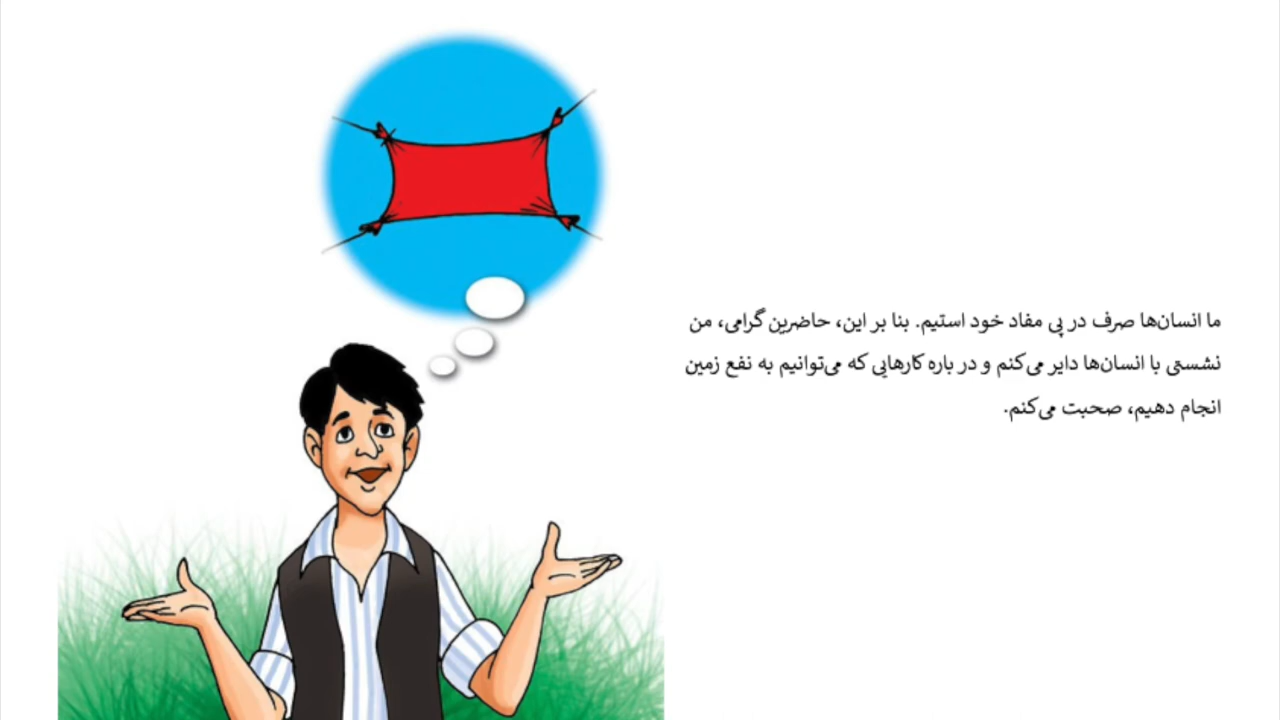 ما انسان‌ها صرف در پی مفاد خود استیم. بنا بر این، حاضرین گرامی، من
نشستی با انسان‌ها دایر می‌کنم و در باره کارهایی که می‌توانیم به نفع زمین
انجام دهیم، صحبت می‌کنم.